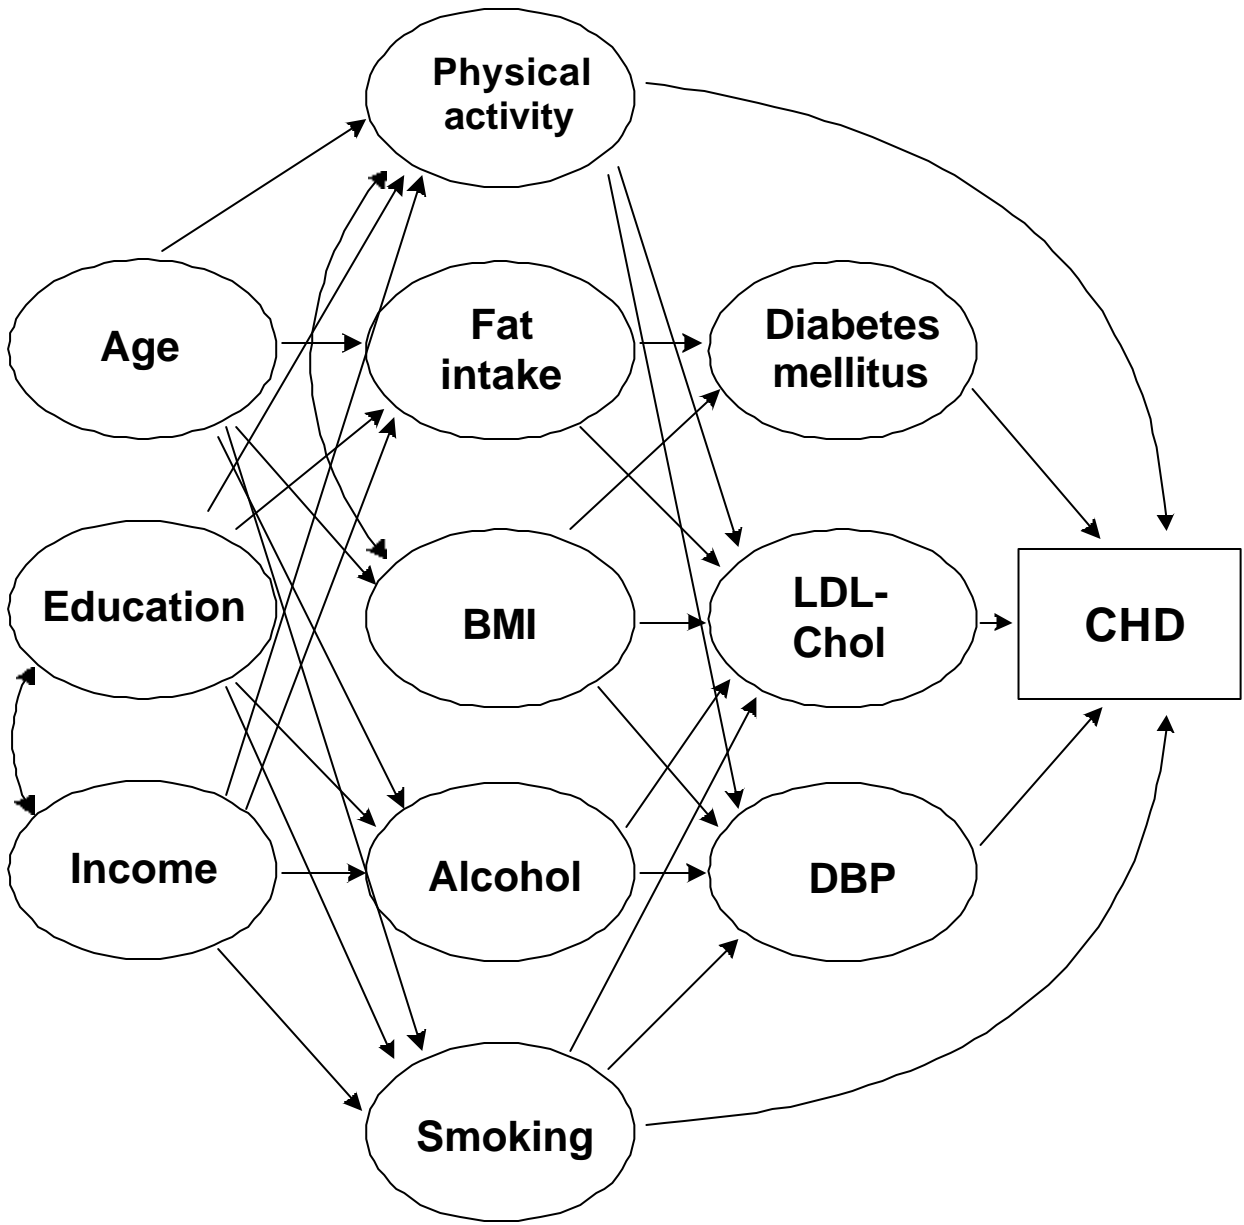 Physical
activity
Age
Fat
intake
Diabetes
mellitus
Education
BMI
LDL-
Chol
CHD
Income
Alcohol
DBP
Smoking